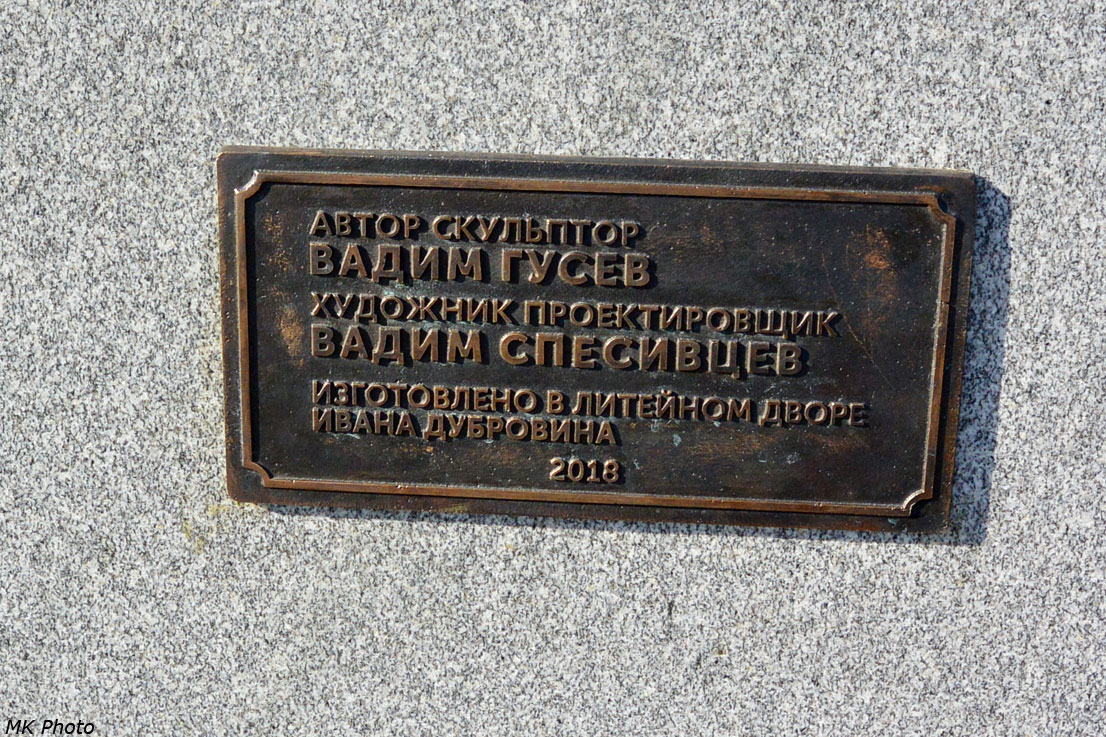 АВТОР СКУЛЬПТОР
ВАДИМ ГУСЕВ
ХУДОЖНИК ПРОЕКТИРОВЩИК
ВАДИМ СПЕСИВЦЕВ
ИЗГОТОВЛЕНО В ЛИТЕЙНОМ ДВОРЕ
ИВАНА ДУБРОВИНА
2018
MK Photo